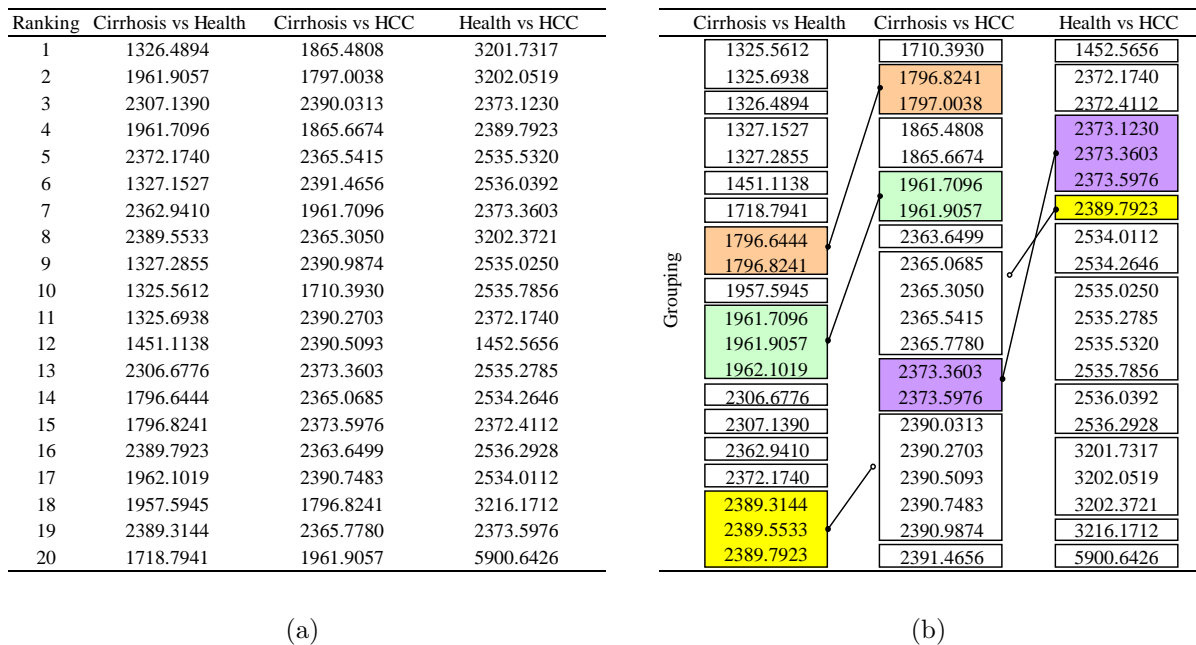 Ranking Cirrhosis vs Health Cirrhosis vs HCC Health vs HCC
1 1326.4894 1865.4808 3201.7317
2 1961.9057 1797.0038 3202.0519
3 2307.1390 2390.0313 2373.1230
4 1961.7096 1865.6674 2389.7923
5 2372.1740 2365.5415 2535.5320
6 1327.1527 2391.4656 2536.0392
7 2362.9410 1961.7096 2373.3603
8 2389.5533 2365.3050 3202.3721
9 1327.2855 2390.9874 2535.0250
10 1325.5612 1710.3930 2535.7856
11 1325.6938 2390.2703 2372.1740
12 1451.1138 2390.5093 1452.5656
13 2306.6776 2373.3603 2535.2785
14 1796.6444 2365.0685 2534.2646
15 1796.8241 2373.5976 2372.4112
16 2389.7923 2363.6499 2536.2928
17 1962.1019 2390.7483 2534.0112
18 1957.5945 1796.8241 3216.1712
19 2389.3144 2365.7780 2373.5976
20 1718.7941 1961.9057 5900.6426
(a)
Cirrhosis vs Health Cirrhosis vs HCC Health vs HCC
Grouping
1325.5612 1710.3930 1452.5656
1325.6938 1796.8241 2372.1740
1326.4894 1797.0038 2372.4112
1327.1527 1865.4808 2373.1230
1327.2855 1865.6674 2373.3603
1451.1138 1961.7096 2373.5976
1718.7941 1961.9057 2389.7923
1796.6444 2363.6499 2534.0112
1796.8241 2365.0685 2534.2646
1957.5945 2365.3050 2535.0250
1961.7096 2365.5415 2535.2785
1961.9057 2365.7780 2535.5320
1962.1019 2373.3603 2535.7856
2306.6776 2373.5976 2536.0392
2307.1390 2390.0313 2536.2928
2362.9410 2390.2703 3201.7317
2372.1740 2390.5093 3202.0519
2389.3144 2390.7483 3202.3721
2389.5533 2390.9874 3216.1712
2389.7923 2391.4656 5900.6426
(b)